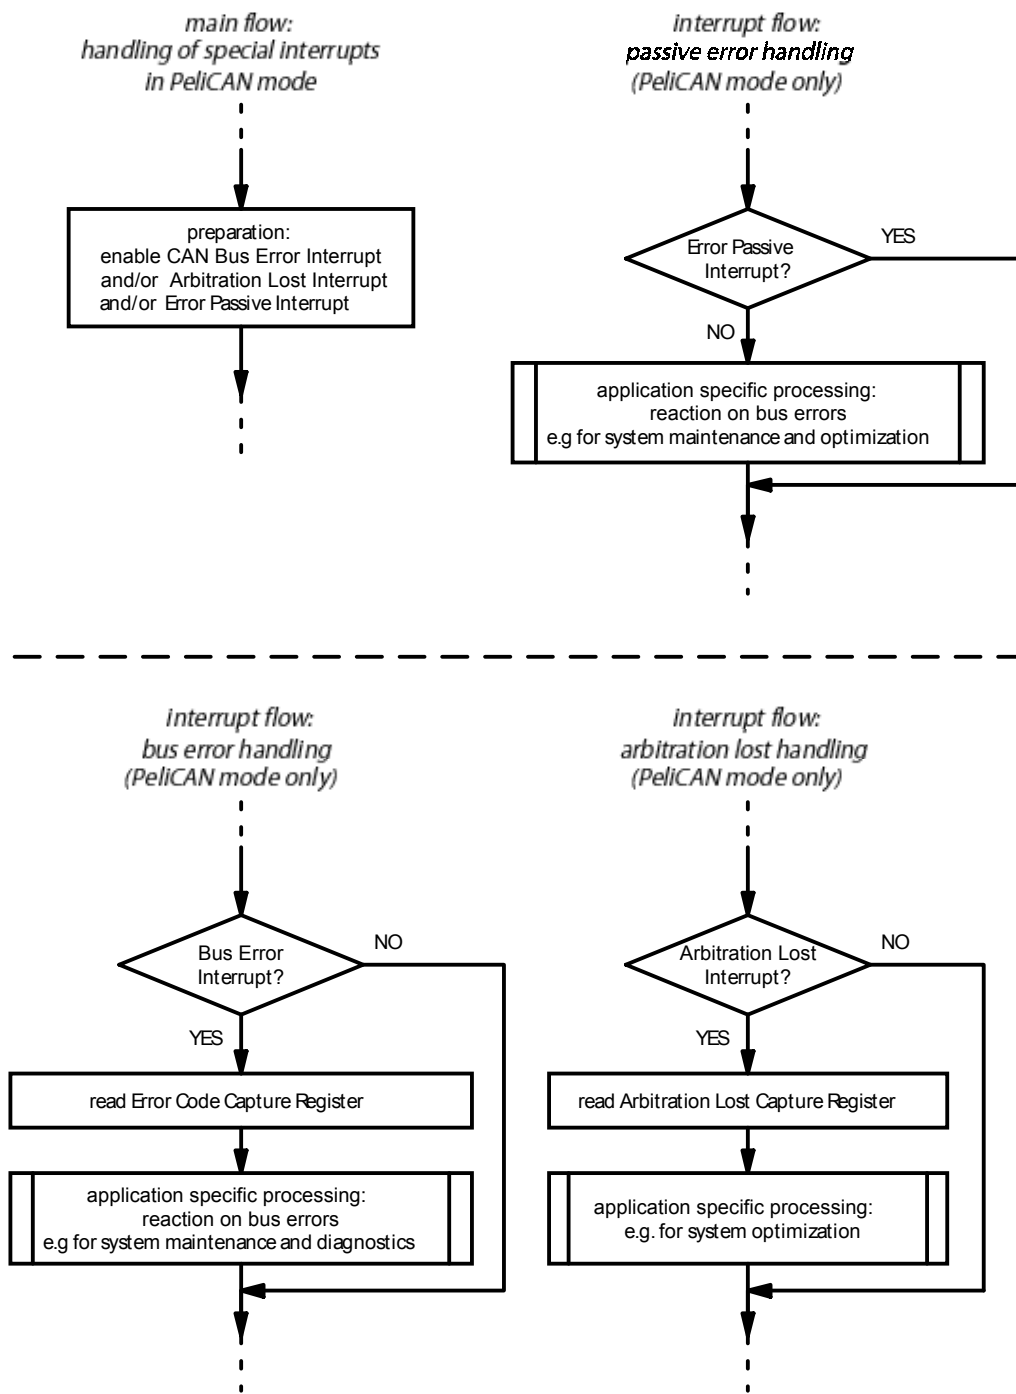 main flow:
handling of special interrupts
in PeliCAN mode
preparation:
enable CAN Bus Error Interrupt
and/or Arbitration Lost Interrupt
and/or Error Passive Interrupt
interrupt flow:
passive error handling
(PeliCAN mode only)
Error Passive
Interrupt?
YES
NO
application specific processing:
reaction on bus errors
e.g for system maintenance and optimization
interrupt flow:
bus error handling
(PeliCAN mode only)
Bus Error
Interrupt?
NO
YES
read Error Code Capture Register
application specific processing:
reaction on bus errors
e.g for system maintenance and diagnostics
interrupt flow:
arbitration lost handling
(PeliCAN mode only)
Arbitration Lost
Interrupt?
NO
YES
read Arbitration Lost Capture Register
application specific processing:
e.g. for system optimization